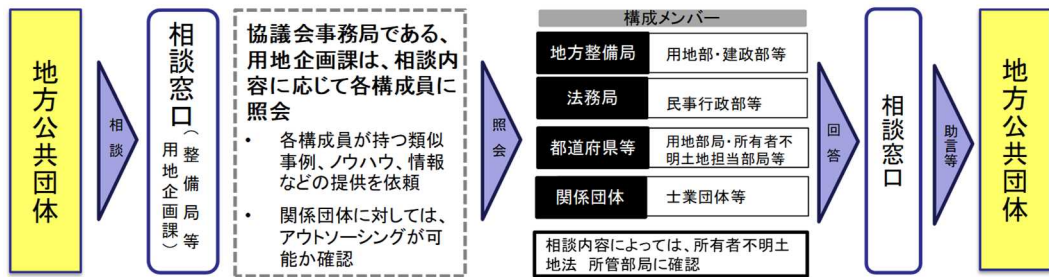 地方公共団体
相談
相談窓口
（整備局等
用地企画課）
協議会事務局である、
用地企画課は、相談内
容に応じて各構成員に
照会
• 各構成員が持つ類似
事例、ノウハウ、情報
などの提供を依頼
• 関係団体に対しては、
アウトソーシングが可
能か確認
照会
構成メンバー
地方整備局
用地部・建政部等
法務局
民事行政部等
都道府県等
用地部局・所有者不
明土地担当部局等
関係団体
士業団体等
相談内容によっては、所有者不明土
地法 所管部局に確認
回答
相談窓口
助言等
地方公共団体